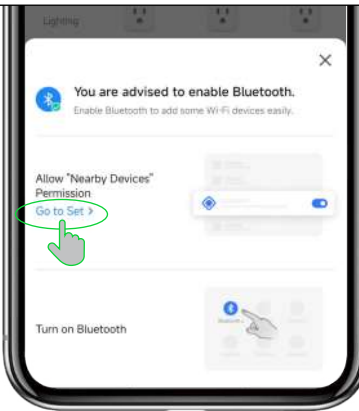 Lighting
You are advised to enable Bluetooth.
Enable Bluetooth to add some Wi-Fi devices easily.
Allow "Nearby Devices"
Permission
Go to Set >
Turn on Bluetooth